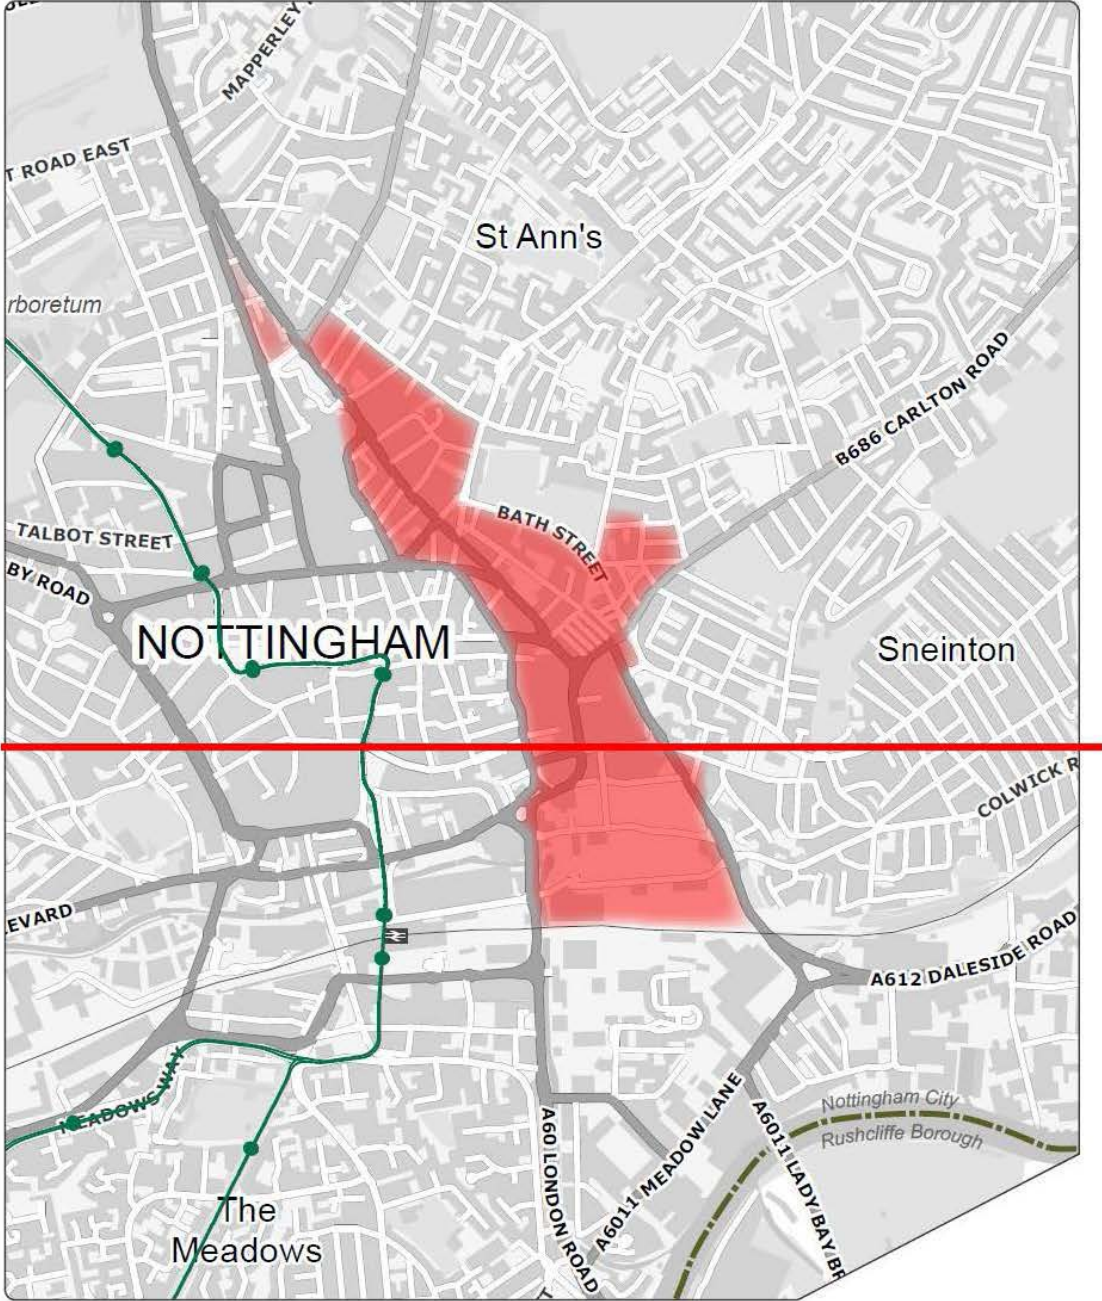 MAPPERLEY
T ROAD EAST
St Ann's
rboretum
B686 CARLTON ROAD
BATH STREET
TALBOT STREET
BY ROAD
NOTTINGHAM
Sneinton
COLWICK R
EVARD
A612 DALESIDE ROAD
MEADOWS WAY
Nottingham City
Rushcliffe Borough
A60 LONDON ROAD
A6011 MEADOW LANE
A6011 LADY BAY BR
The
Meadows